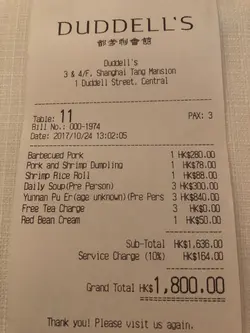 DUDDELL'S
都爹利會館
Duddell's
3 & 4/F, Shanghai Tang Mansion
1 Duddell Street, Central
Table: 11 PAX: 3
Bill No.: 000-1974
Date: 2017/10/24 13:02:05
Barbecued Pork 1 HK$280.00
Pork and Shrimp Dumpling 1 HK$78.00
Shrimp Rice Roll 1 HK$88.00
Daily Soup(Per Person) 3 HK$300.00
Yunnan Pu Er(age unknown)(Pre Pers 3 HK$840.00
Free Tea Charge 3 HK$0.00
Red Bean Cream 1 HK$50.00
Sub-Total HK$1,636.00
Service Charge (10%) HK$164.00
Grand Total HK$1,800.00
Thank you! Please visit us again.